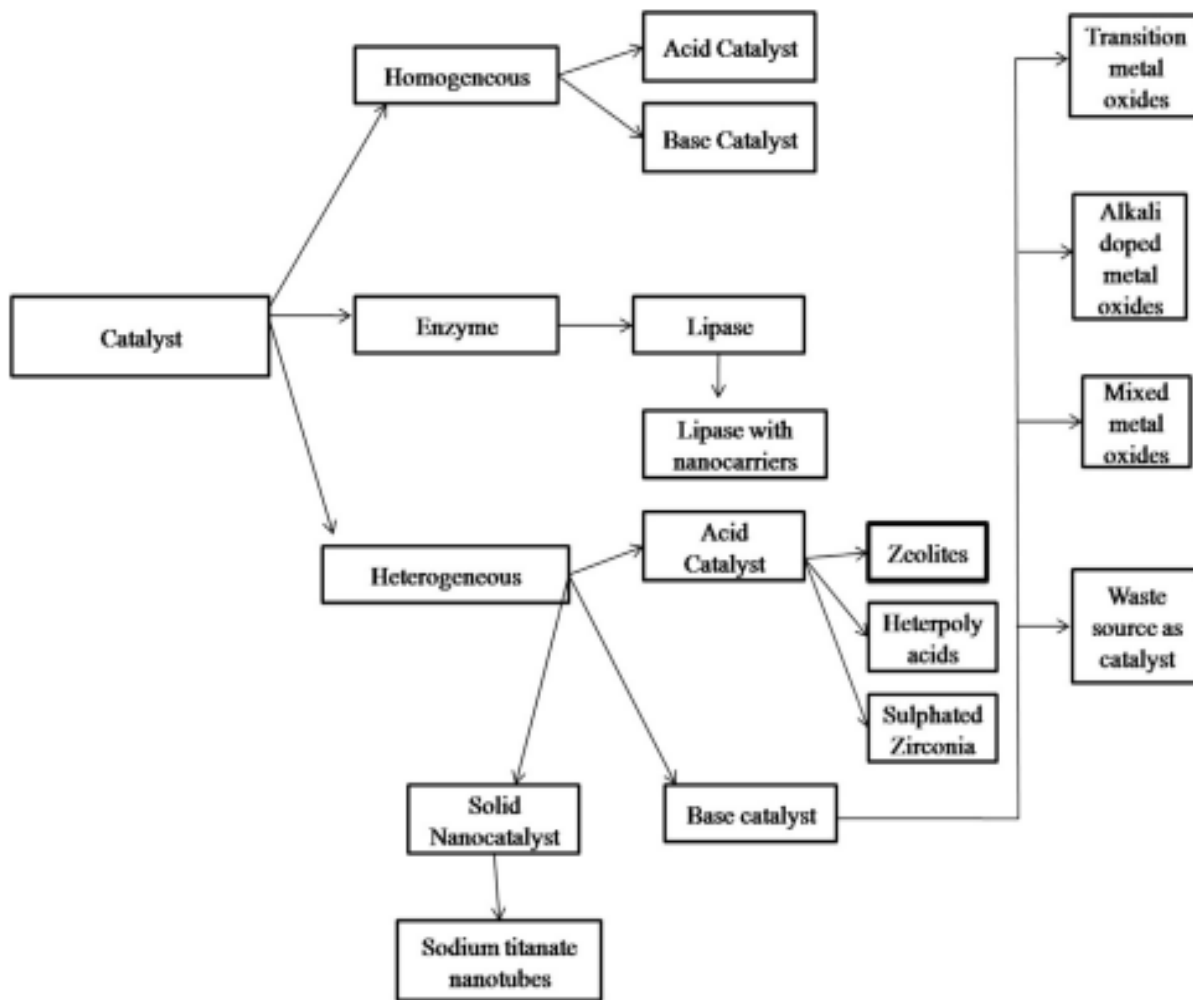 Homogeneous
Acid Catalyst
Base Catalyst
Transition
metal
oxides
Alkali
doped
metal
oxides
Catalyst
Enzyme
Lipase
Lipase with
nanocarriers
Mixed
metal
oxides
Heterogeneous
Acid
Catalyst
Zeolites
Heterpoly
acids
Sulphated
Zirconia
Waste
source as
catalyst
Solid
Nanocatalyst
Base catalyst
Sodium titanate
nanotubes